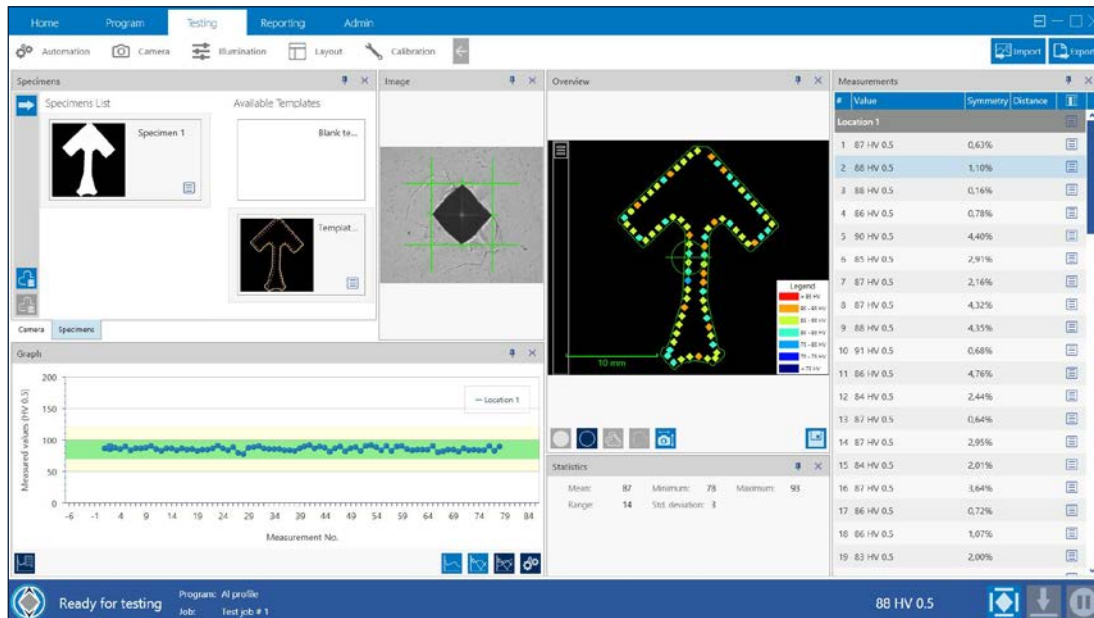 Home Program Testing Reporting Admin
Automation Camera Illumination Layout Calibration Import Export
Specimens
Specimens List Available Templates
Specimen 1
Blank te...
Templat...
Camera Specimens
Image
Overview
Legend
10 mm
Graph
Measured values (HV 0.5)
200
150
100
50
0
Location 1
-6 -1 4 9 14 19 24 29 34 39 44 49 54 59 64 69 74 79 84
Measurement No.
Statistics
Mean: 87 Minimum: 78 Maximum: 93
Range: 14 Std. deviation: 3
Measurements
# Value Symmetry Distance
Location 1
1 87 HV 0.5 0,63%
2 88 HV 0.5 1,10%
3 88 HV 0.5 0,16%
4 86 HV 0.5 0,78%
5 90 HV 0.5 4,40%
6 85 HV 0.5 2,91%
7 87 HV 0.5 2,16%
8 87 HV 0.5 4,32%
9 88 HV 0.5 4,35%
10 91 HV 0.5 0,68%
11 86 HV 0.5 4,76%
12 84 HV 0.5 2,44%
13 87 HV 0.5 0,64%
14 87 HV 0.5 2,95%
15 84 HV 0.5 2,01%
16 87 HV 0.5 3,64%
17 86 HV 0.5 0,72%
18 86 HV 0.5 1,07%
19 83 HV 0.5 2,00%
Ready for testing
Program: Al profile
Job: Test job # 1
88 HV 0.5